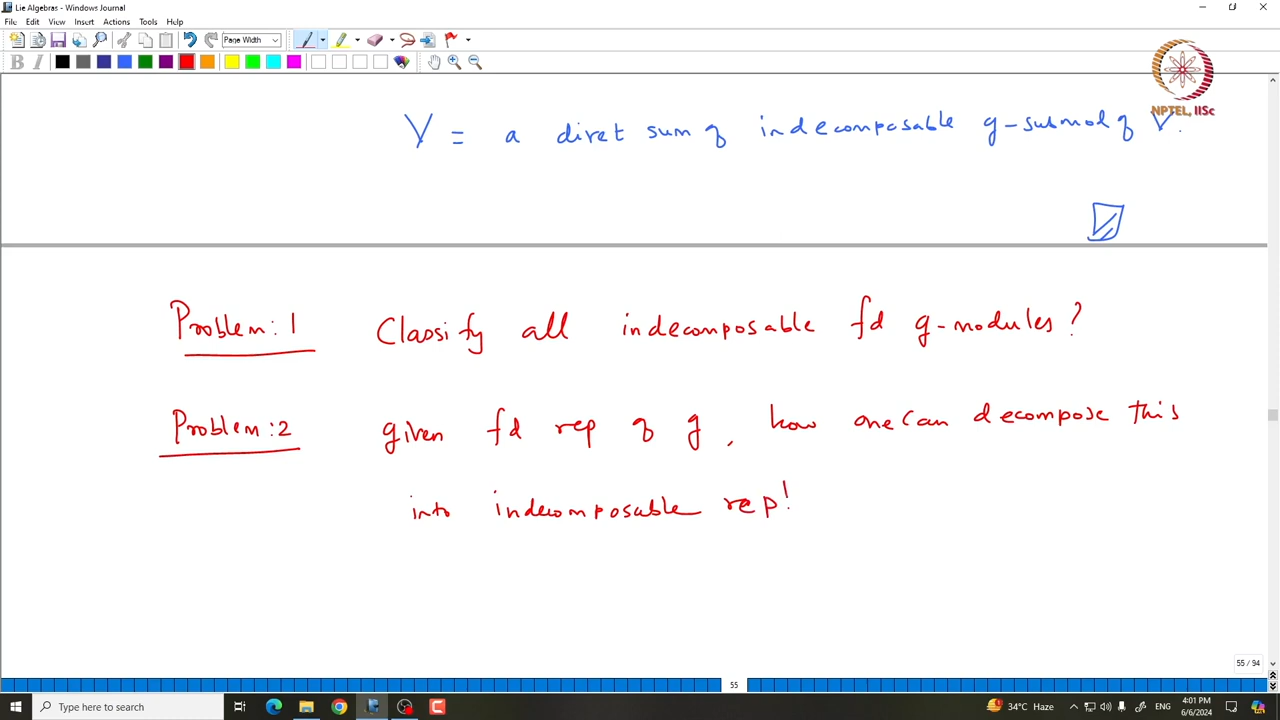 Lie Algebras - Windows Journal
File Edit View Insert Actions Tools Help
Page Width
B I
NPTEL, IISc
V = a diret sum of indecomposable g-submod of V.
Problem:1 Classify all indecomposable fd g-modules?
Problem:2 given fd rep of g, how one can decompose this
into indecomposable rep!
55 / 94
55
Type here to search
34°C Haze
ENG
4:01 PM
6/6/2024